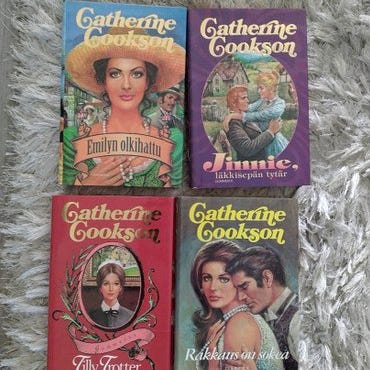 Catherine
Cookson
Emilyn olkihattu
Catherine
Cookson
Jinnie,
läkkisepän tytär
Catherine
Cookson
Tilly Trotter
Catherine
Cookson
Rakkaus on sokea